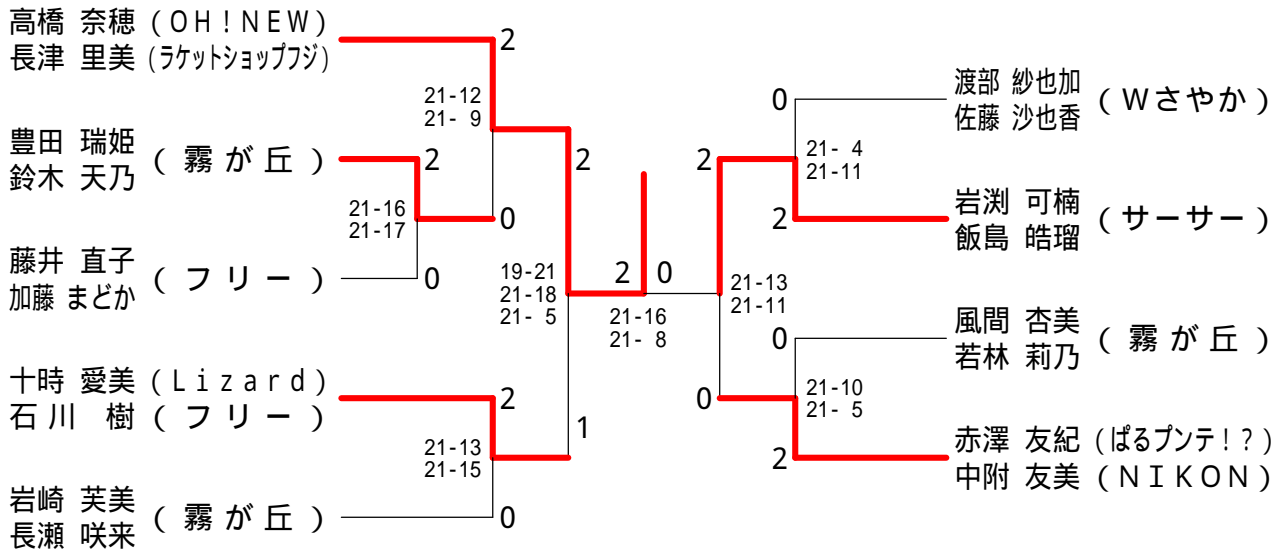 高橋 奈穂 (ＯＨ！ＮＥＷ)
長津 里美 (ラケットショップフジ)
2
21-12
21- 9
豊田 瑞姫
鈴木 天乃
( 霧 が 丘 )
2
2
21-16
21-17
0
藤井 直子
加藤 まどか
( フ リ ー )
0
19-21
21-18
21- 5
2
0
21-16
21- 8
十時 愛美 (Ｌｉｚａｒｄ)
石川 樹 ( フ リ ー )
2
1
21-13
21-15
岩崎 芙美
長瀬 咲来
( 霧 が 丘 )
0
渡部 紗也加
佐藤 沙也香
( Ｗさやか )
0
2
21- 4
21-11
2
岩渕 可楠
飯島 皓瑠
( サーサー )
21-13
21-11
風間 杏美
若林 莉乃
( 霧 が 丘 )
0
0
21-10
21- 5
2
赤澤 友紀 (ぱるプンテ！？)
中附 友美 (ＮＩＫＯＮ)